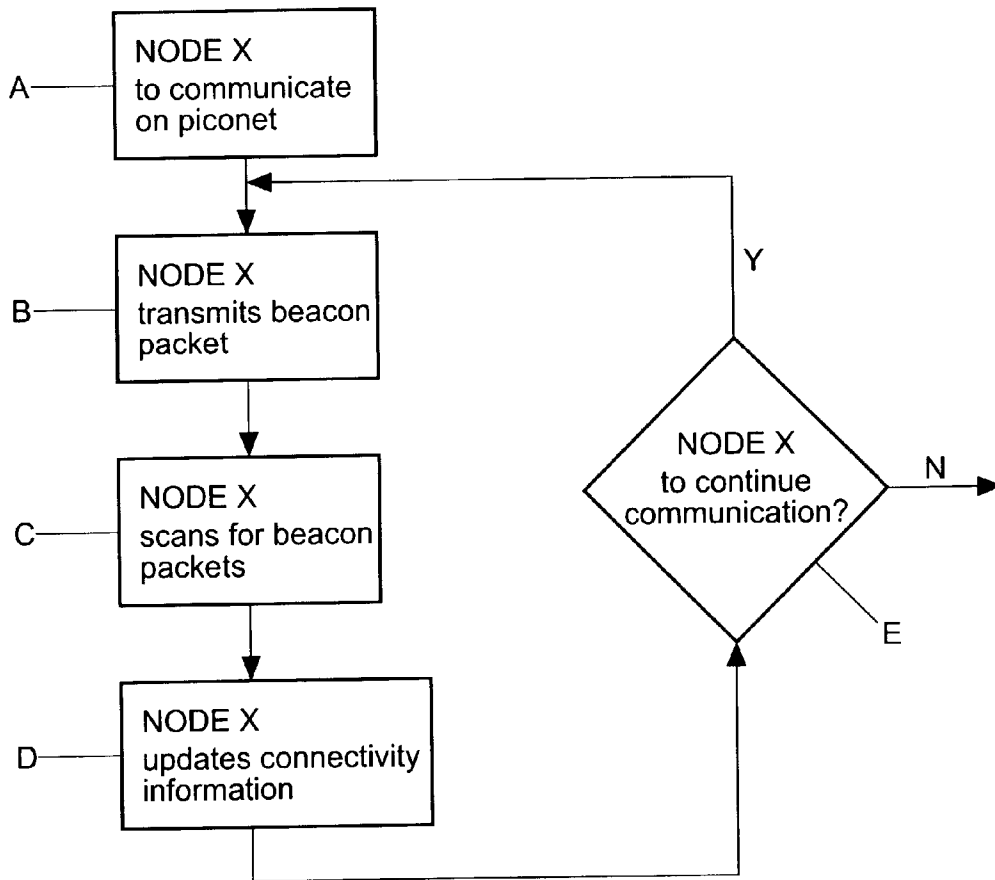 A
NODE X
to communicate
on piconet
B
NODE X
transmits beacon
packet
C
NODE X
scans for beacon
packets
D
NODE X
updates connectivity
information
Y
NODE X
to continue
communication?
N
E